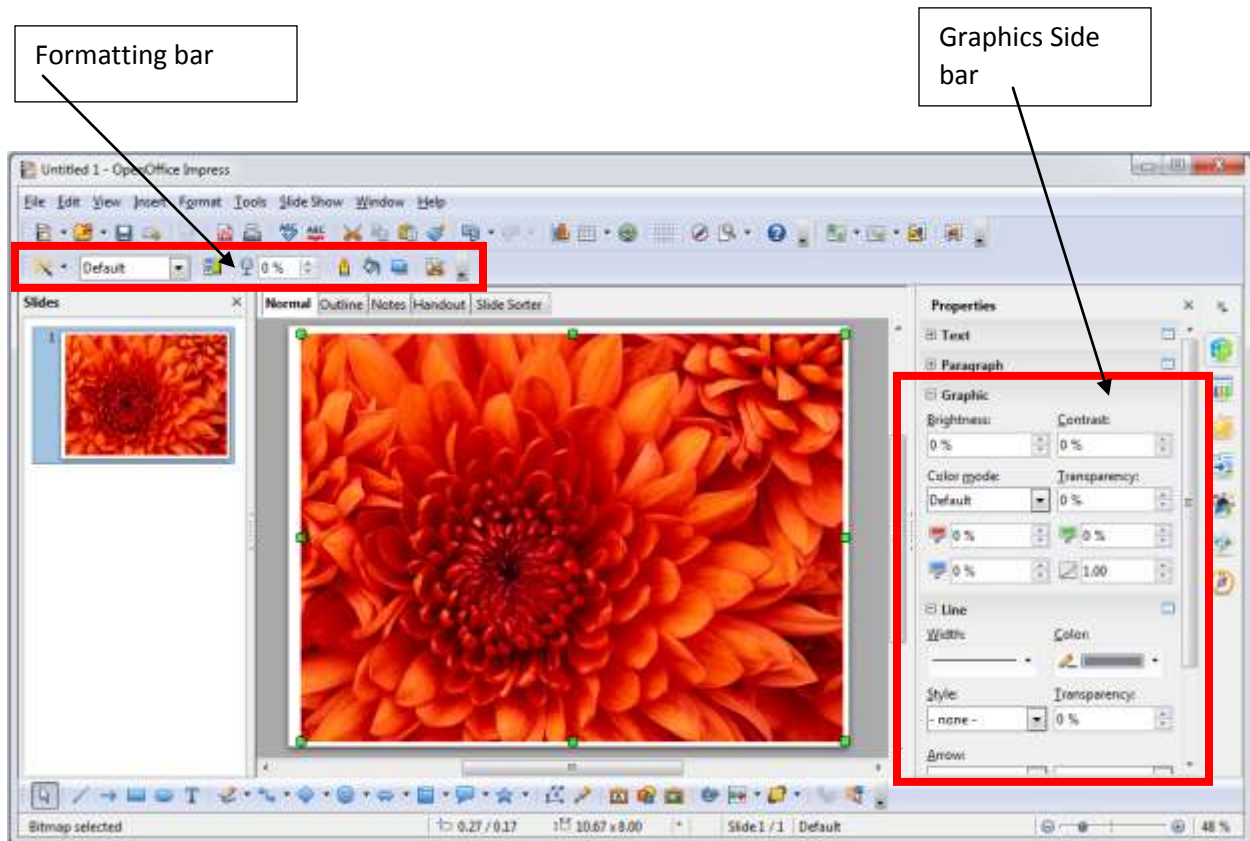 Formatting bar
Graphics Side
bar
Untitled 1 - OpenOffice Impress
File Edit View Insert Format Tools Slide Show Window Help
Default 0 %
Slides
Normal Outline Notes Handout Slide Sorter
Properties
1
Text
Paragraph
Graphic
Brightness: Contrast:
0 % 0 %
Color mode: Transparency:
Default 0 %
0 % 0 %
0 % 1.00
Line
Width: Color:
Style: Transparency:
- none - 0 %
Arrow:
Bitmap selected 0.27 / 0.17 10.67 x 8.00 * Slide 1 / 1 Default 48 %